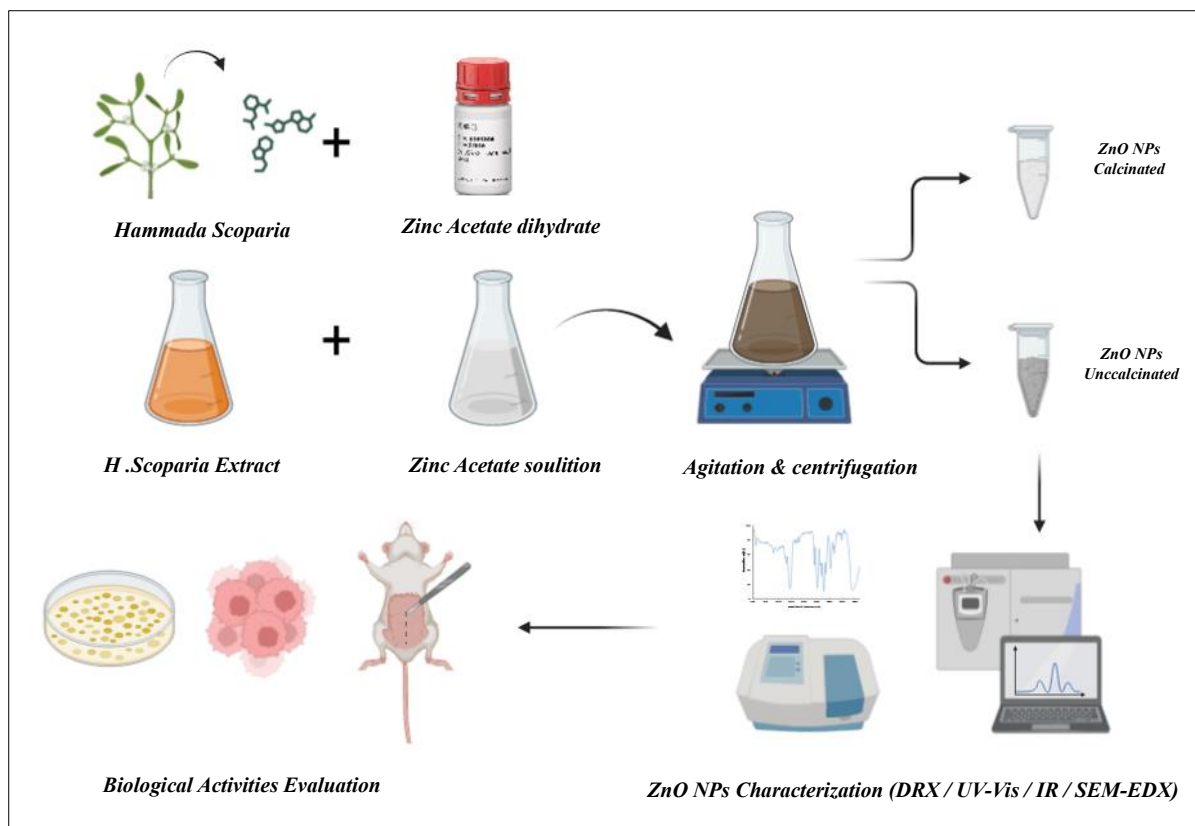 ZnO NPs
Calcinated
Hammada Scoparia
Zinc Acetate dihydrate
ZnO NPs
Unccalcinated
H .Scoparia Extract
Zinc Acetate soulition
Agitation & centrifugation
Biological Activities Evaluation
ZnO NPs Characterization (DRX / UV-Vis / IR / SEM-EDX)